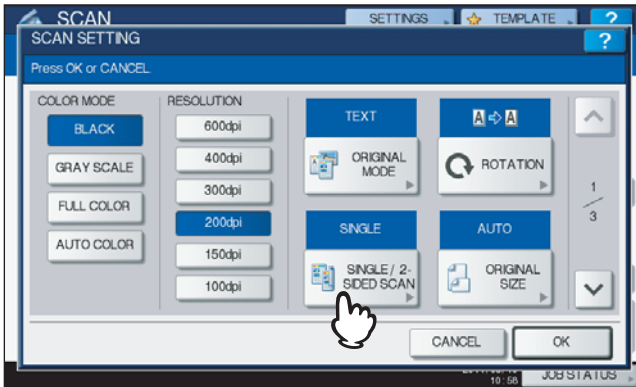 SCAN
SETTINGS
TEMPLATE
?
SCAN SETTING
?
Press OK or CANCEL
COLOR MODE
BLACK
GRAY SCALE
FULL COLOR
AUTO COLOR
RESOLUTION
600dpi
400dpi
300dpi
200dpi
150dpi
100dpi
TEXT
ORIGINAL
MODE
A A
ROTATION
SINGLE
SINGLE / 2-
SIDED SCAN
AUTO
ORIGINAL
SIZE
1
3
CANCEL
OK
10:58
JOB STATUS